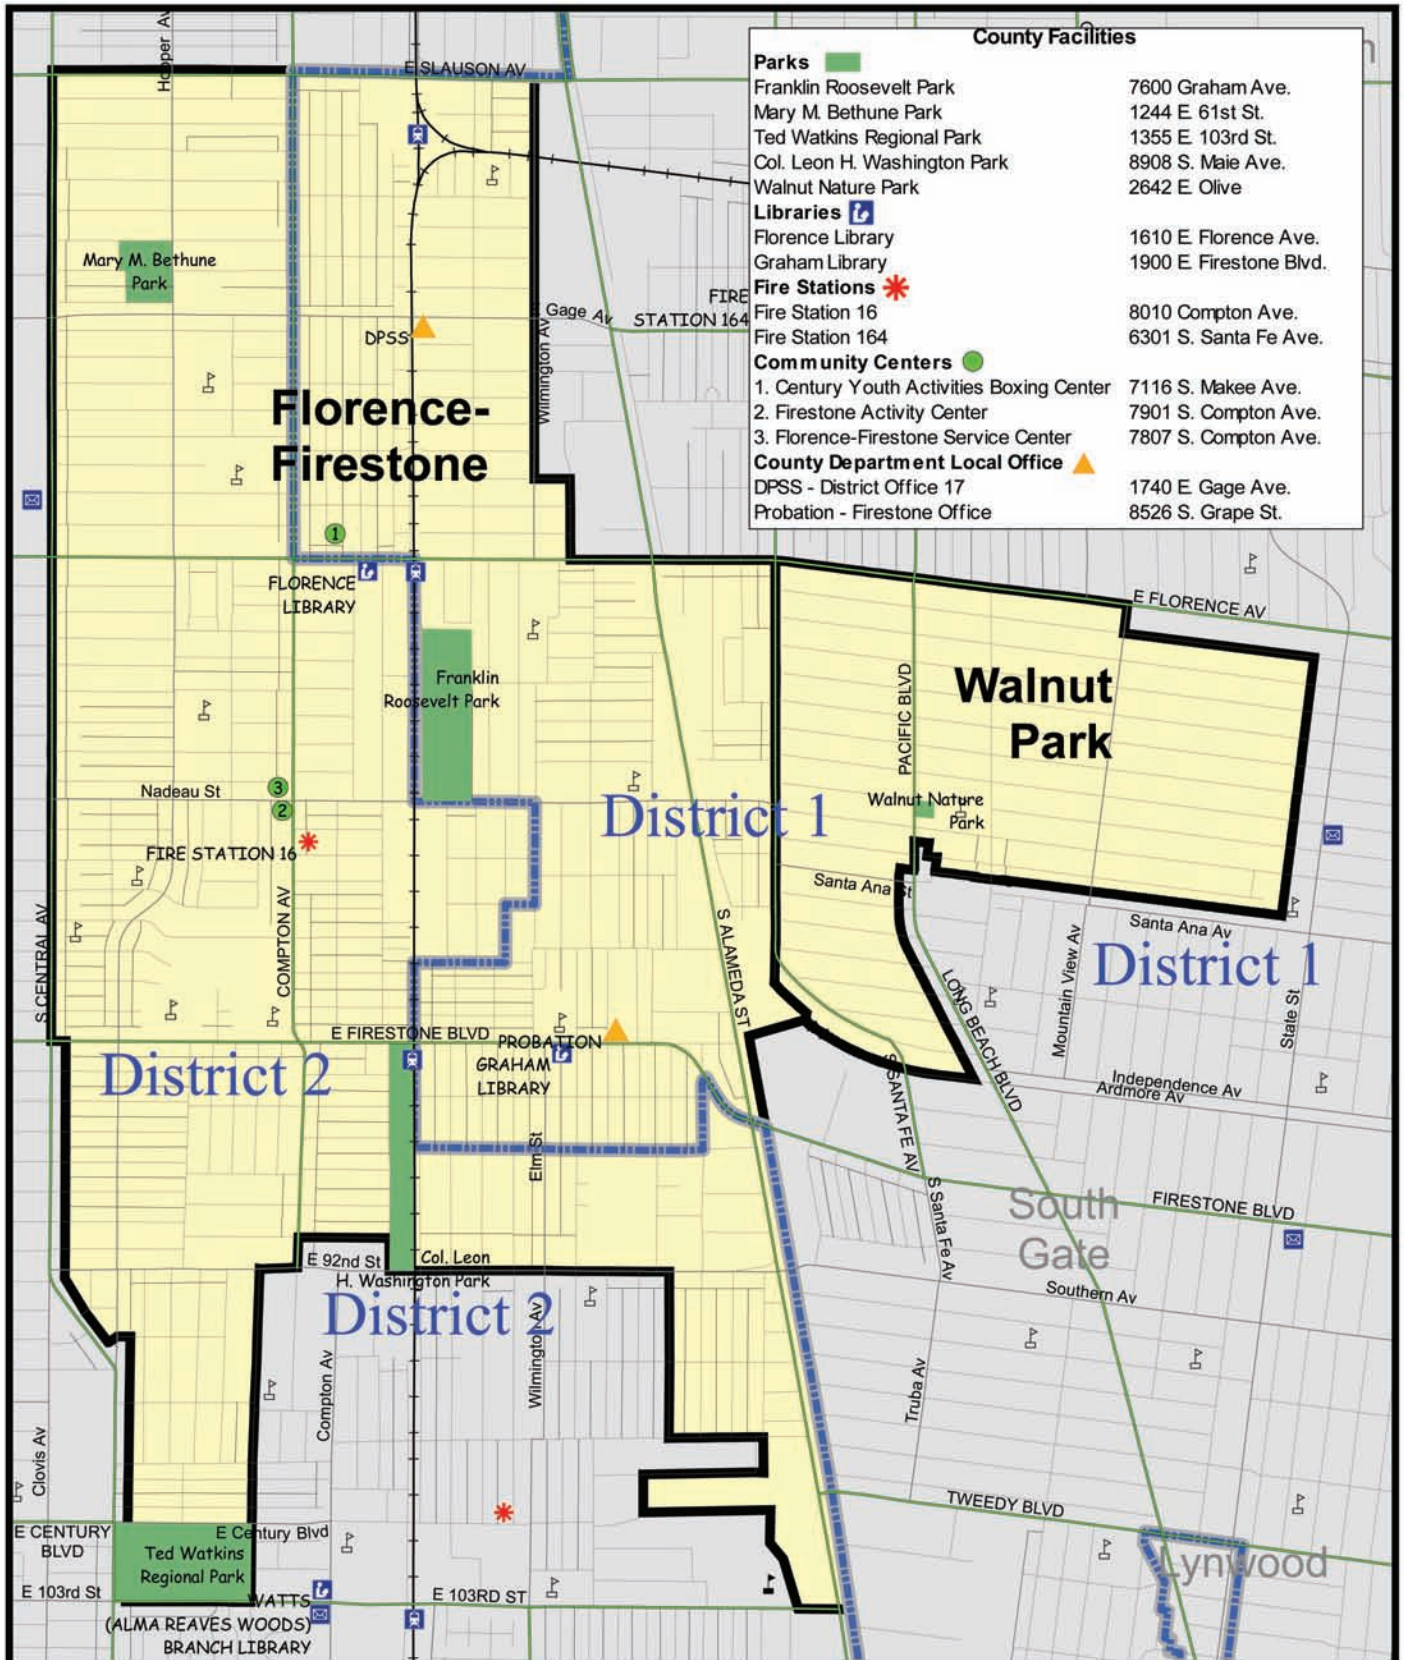 County Facilities
Parks
Franklin Roosevelt Park 7600 Graham Ave.
Mary M. Bethune Park 1244 E. 61st St.
Ted Watkins Regional Park 1355 E. 103rd St.
Col. Leon H. Washington Park 8908 S. Maie Ave.
Walnut Nature Park 2642 E. Olive
Libraries
Florence Library 1610 E. Florence Ave.
Graham Library 1900 E. Firestone Blvd.
Fire Stations
Fire Station 16 8010 Compton Ave.
Fire Station 164 6301 S. Santa Fe Ave.
Community Centers
1. Century Youth Activities Boxing Center 7116 S. Makee Ave.
2. Firestone Activity Center 7901 S. Compton Ave.
3. Florence-Firestone Service Center 7807 S. Compton Ave.
County Department Local Office
DPSS - District Office 17 1740 E. Gage Ave.
Probation - Firestone Office 8526 S. Grape St.
Hooper Av
E SLAUSON AV
Mary M. Bethune
Park
DPSS
Wilmington Av
Gage Av
FIRE
STATION 164
Florence-
Firestone
1
FLORENCE
LIBRARY
E FLORENCE AV
Franklin
Roosevelt Park
Walnut
Park
PACIFIC BLVD
Nadeau St
3
2
FIRE STATION 16
District 1
Walnut Nature
Park
Santa Ana St
Santa Ana Av
District 1
S CENTRAL AV
COMPTON AV
S ALAMEDA ST
LONG BEACH BLVD
Mountain View Av
State St
E FIRESTONE BLVD
PROBATION
GRAHAM
LIBRARY
District 2
S SANTA FE AV
Independence Av
Ardmore Av
Elm St
S Santa Fe Av
South
Gate
FIRESTONE BLVD
E 92nd St
Col. Leon
H. Washington Park
District 2
Southern Av
Compton Av
Wilmington Av
Truba Av
Clovis Av
TWEEDY BLVD
E CENTURY
BLVD
E Century Blvd
Ted Watkins
Regional Park
Lynwood
E 103rd St
E 103RD ST
WATTS
(ALMA REAVES WOODS)
BRANCH LIBRARY